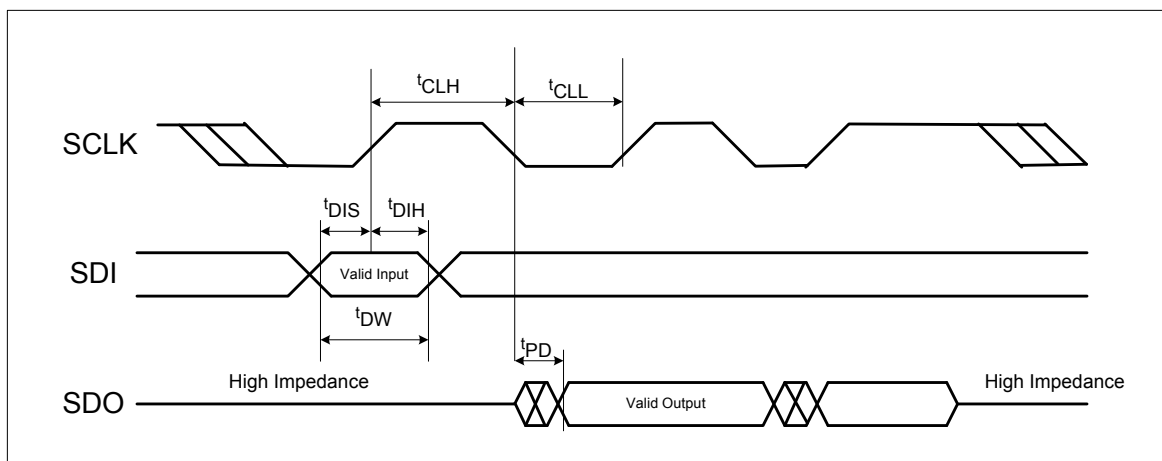 tCLH
tCLL
SCLK
tDIS
tDIH
SDI
Valid Input
tDW
tPD
High Impedance
High Impedance
SDO
Valid Output